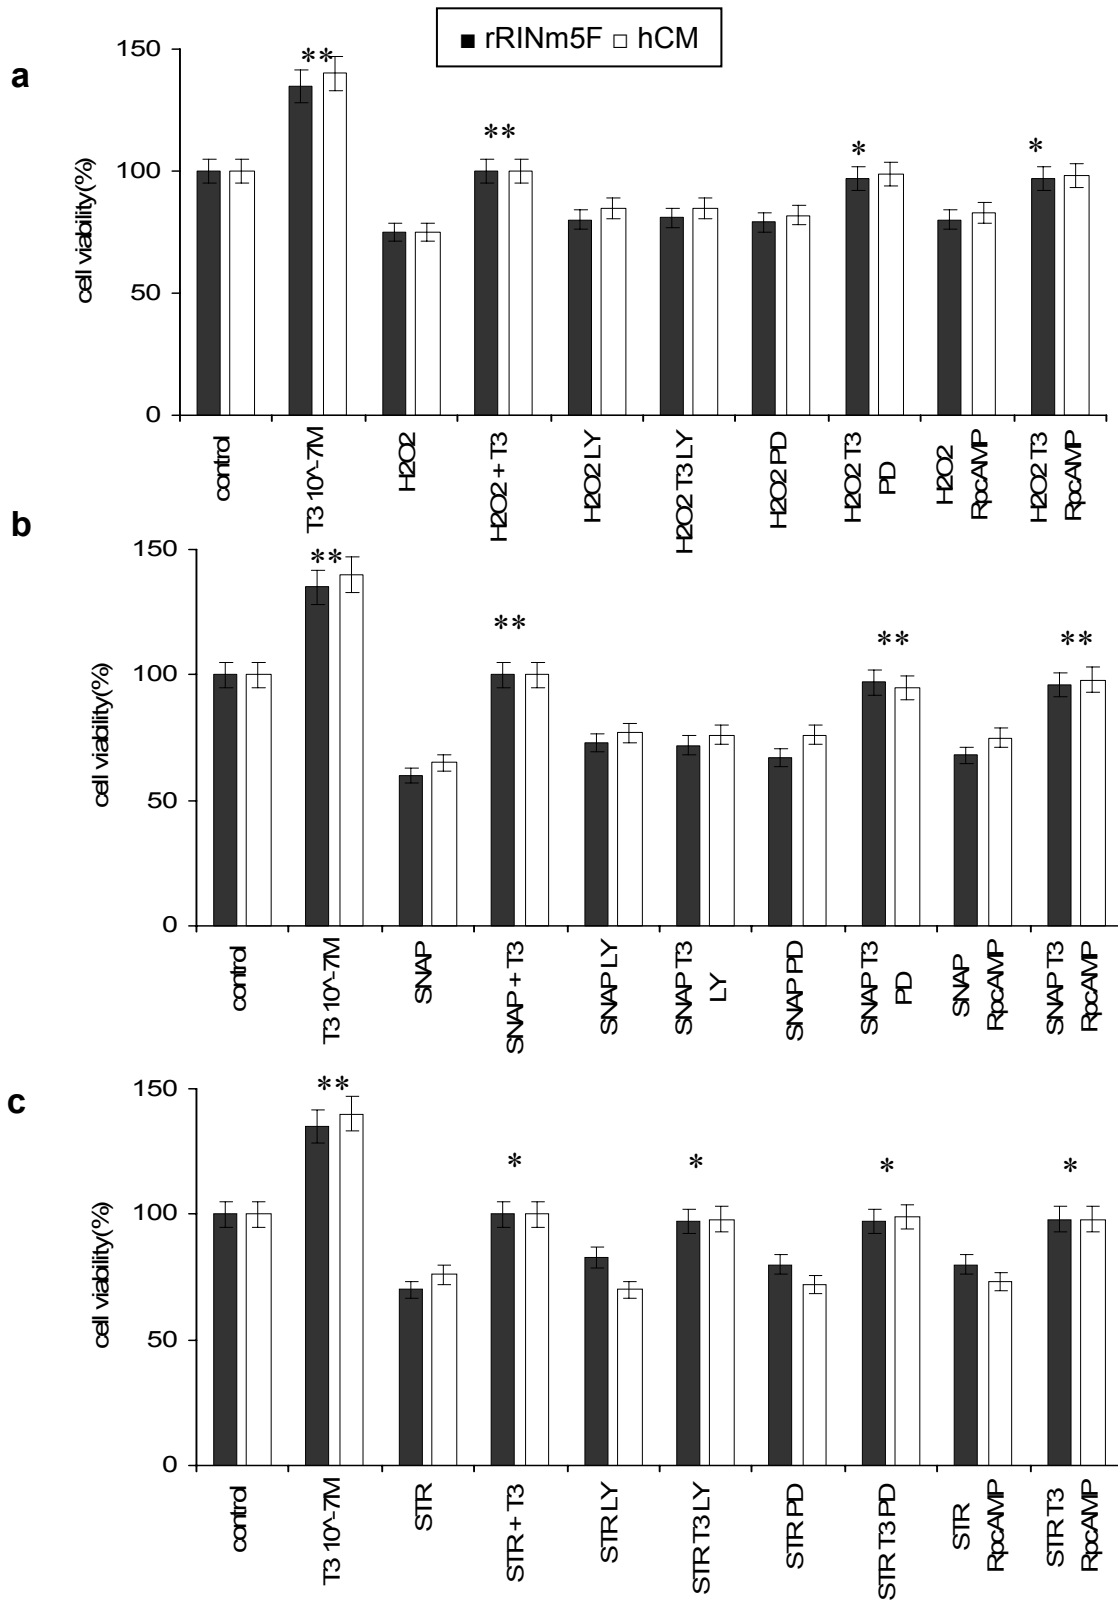 ■ rRINm5F □ hCM
a
cell viability(%)
150
100
50
0
**
**
*
*
control
T3 10^-7M
H2O2
H2O2 + T3
H2O2 LY
H2O2 T3 LY
H2O2 PD
H2O2 T3
PD
H2O2
RpcAMP
H2O2 T3
RpcAMP
b
cell viability(%)
150
100
50
0
**
**
**
**
control
T3 10^-7M
SNAP
SNAP + T3
SNAP LY
SNAP T3
LY
SNAP PD
SNAP T3
PD
SNAP
RpcAMP
SNAP T3
RpcAMP
c
cell viability(%)
150
100
50
0
**
*
*
*
*
control
T3 10^-7M
STR
STR + T3
STR LY
STR T3 LY
STR PD
STR T3 PD
STR
RpcAMP
STR T3
RpcAMP